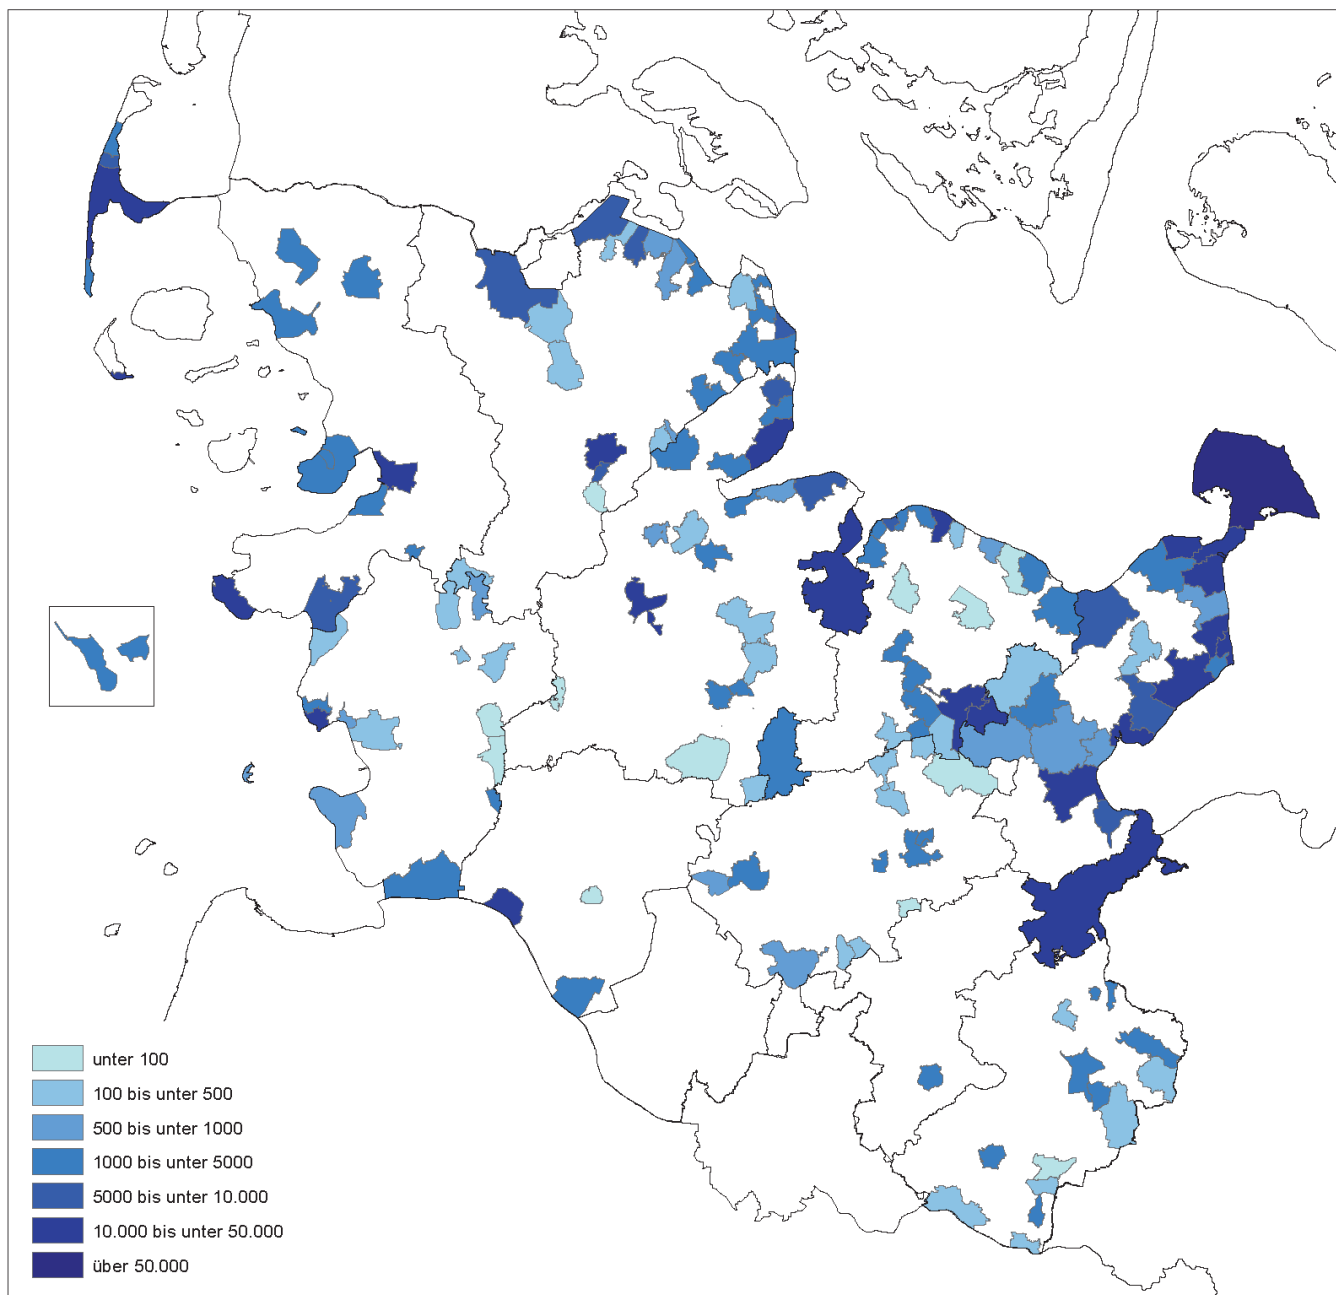 unter 100
100 bis unter 500
500 bis unter 1000
1000 bis unter 5000
5000 bis unter 10.000
10.000 bis unter 50.000
über 50.000